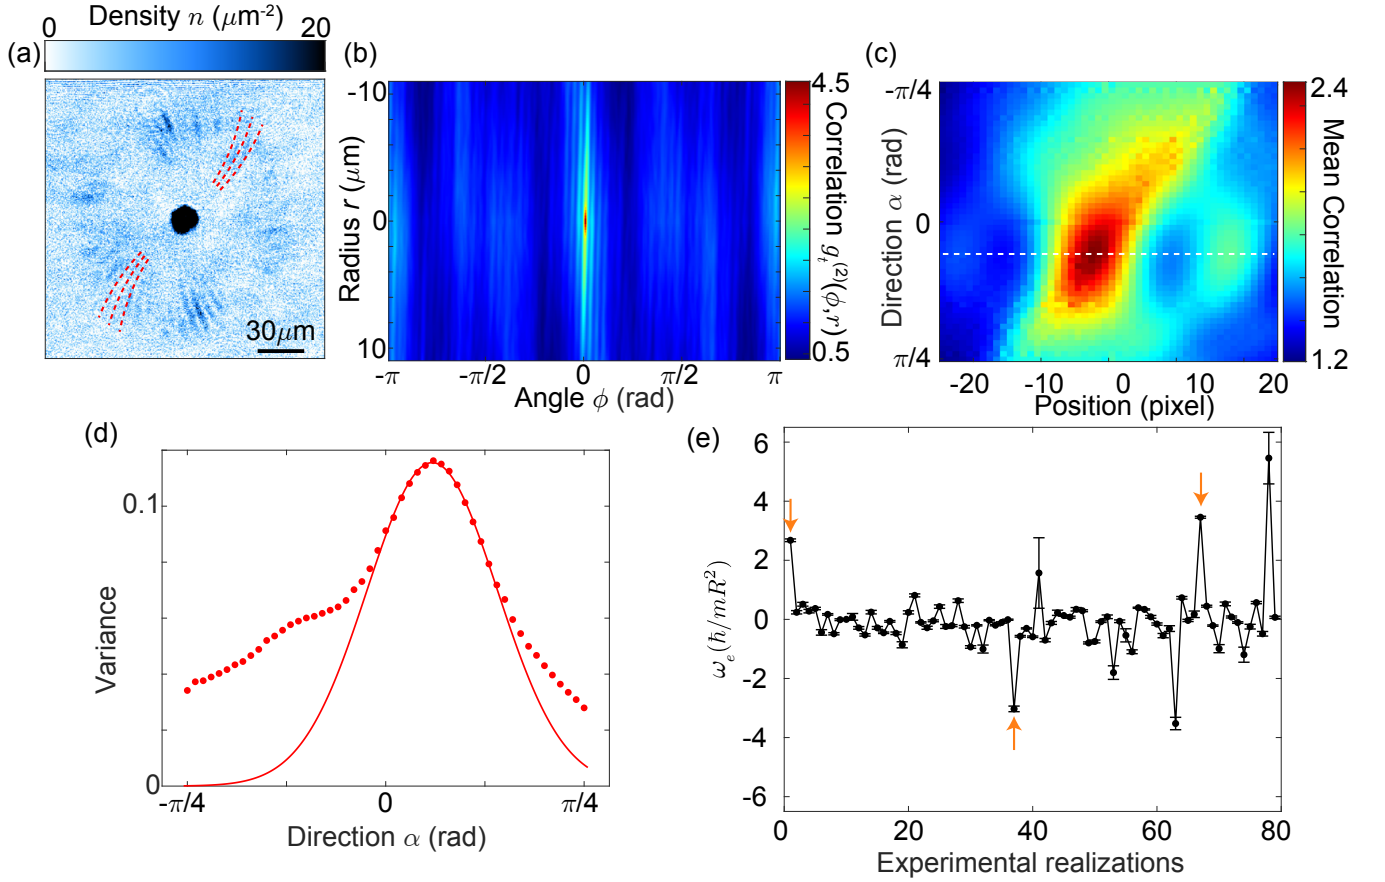 Density n (μm-2)
0 20
(a)
30μm
(b)
-10
0
10
Radius r (μm)
-π -π/2 0 π/2 π
Angle ϕ (rad)
4.5
Correlation gt(2)(ϕ,r)
0.5
(c)
-π/4
0
π/4
Direction α (rad)
-20 -10 0 10 20
Position (pixel)
2.4
Mean Correlation
1.2
(d)
0.1
0
Variance
-π/4 0 π/4
Direction α (rad)
(e)
6
4
2
0
-2
-4
-6
ωe(ℏ/mR2)
0 20 40 60 80
Experimental realizations